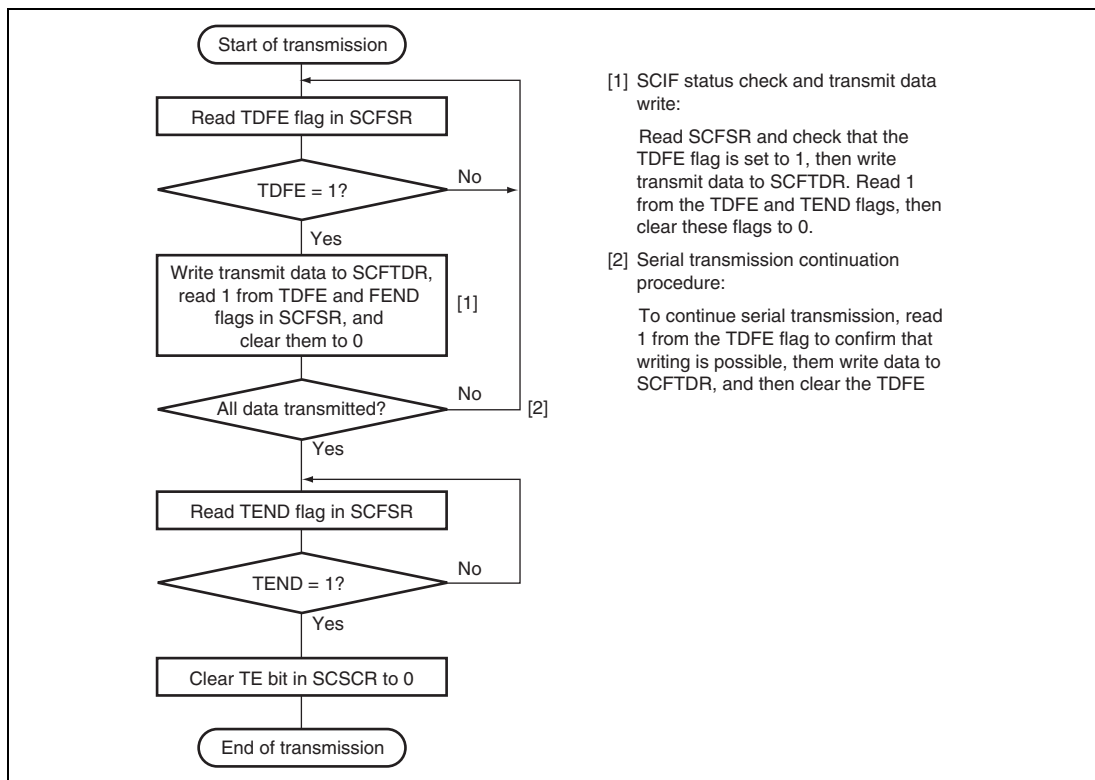 Start of transmission
Read TDFE flag in SCFSR
TDFE = 1?
No
Yes
Write transmit data to SCFTDR,
read 1 from TDFE and FEND
flags in SCFSR, and
clear them to 0
[1]
All data transmitted?
No
[2]
Yes
Read TEND flag in SCFSR
TEND = 1?
No
Yes
Clear TE bit in SCSCR to 0
End of transmission
[1] SCIF status check and transmit data
write:
Read SCFSR and check that the
TDFE flag is set to 1, then write
transmit data to SCFTDR. Read 1
from the TDFE and TEND flags, then
clear these flags to 0.
[2] Serial transmission continuation
procedure:
To continue serial transmission, read
1 from the TDFE flag to confirm that
writing is possible, them write data to
SCFTDR, and then clear the TDFE